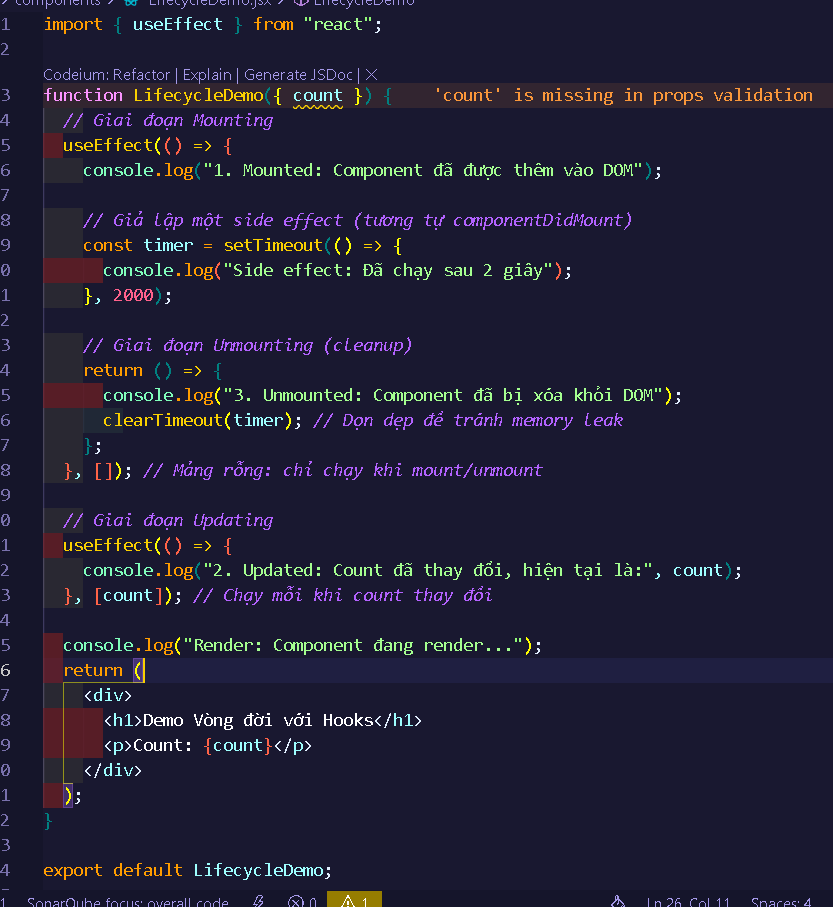 components > LifecycleDemo.jsx > LifecycleDemo
1 import { useEffect } from "react";
2
Codeium: Refactor | Explain | Generate JSDoc | X
3 function LifecycleDemo({ count }) { 'count' is missing in props validation
4 // Giai đoạn Mounting
5 useEffect(() => {
6 console.log("1. Mounted: Component đã được thêm vào DOM");
7
8 // Giả lập một side effect (tương tự componentDidMount)
9 const timer = setTimeout(() => {
0 console.log("Side effect: Đã chạy sau 2 giây");
1 }, 2000);
2
3 // Giai đoạn Unmounting (cleanup)
4 return () => {
5 console.log("3. Unmounted: Component đã bị xóa khỏi DOM");
6 clearTimeout(timer); // Dọn dẹp để tránh memory leak
7 };
8 }, []); // Mảng rỗng: chỉ chạy khi mount/unmount
9
0 // Giai đoạn Updating
1 useEffect(() => {
2 console.log("2. Updated: Count đã thay đổi, hiện tại là:", count);
3 }, [count]); // Chạy mỗi khi count thay đổi
4
5 console.log("Render: Component đang render...");
6 return (
7 <div>
8 <h1>Demo Vòng đời với Hooks</h1>
9 <p>Count: {count}</p>
0 </div>
1 );
2 }
3
4 export default LifecycleDemo;
SonarQube focus: overall code 0 1 Ln 26, Col 11 Spaces: 4